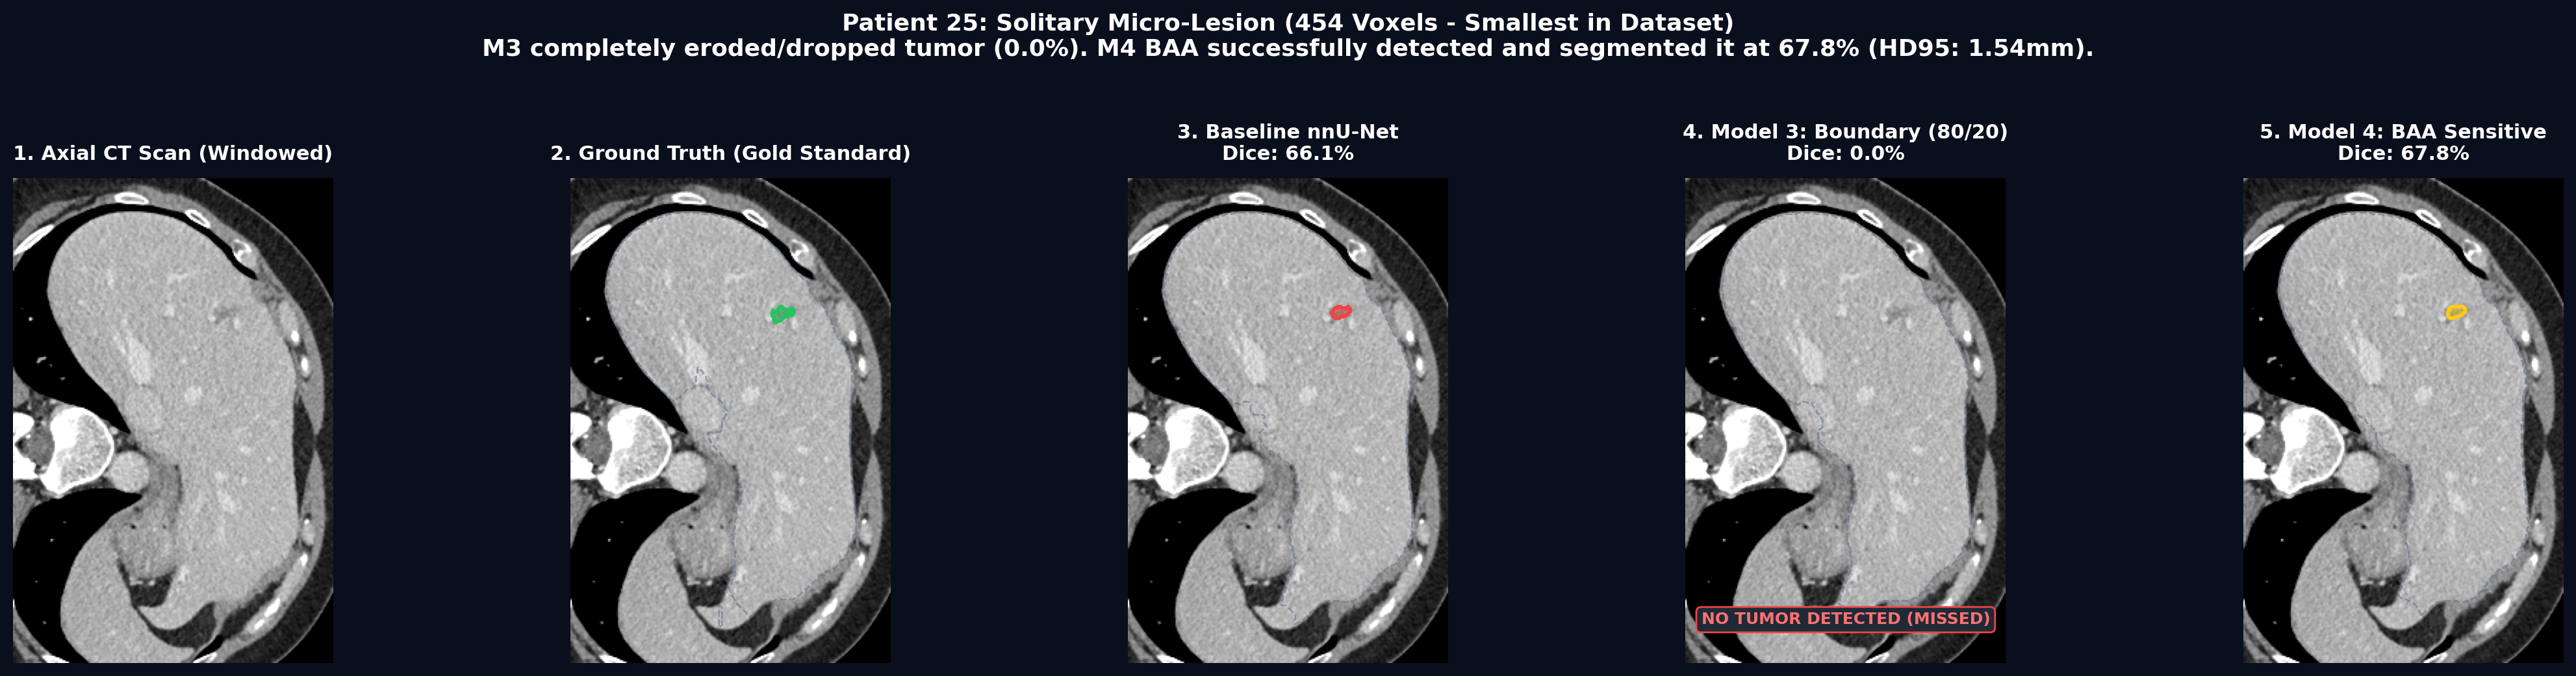 Patient 25: Solitary Micro-Lesion (454 Voxels - Smallest in Dataset)
M3 completely eroded/dropped tumor (0.0%). M4 BAA successfully detected and segmented it at 67.8% (HD95: 1.54mm).
1. Axial CT Scan (Windowed)
2. Ground Truth (Gold Standard)
3. Baseline nnU-Net
Dice: 66.1%
4. Model 3: Boundary (80/20)
Dice: 0.0%
5. Model 4: BAA Sensitive
Dice: 67.8%
NO TUMOR DETECTED (MISSED)